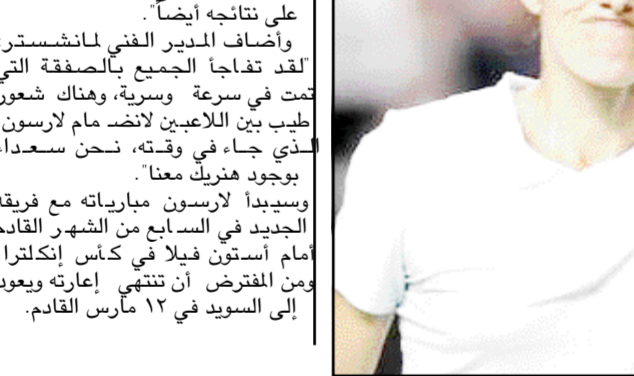 على نتائجه أيضاً".
وأضاف المدير الفني لمانشستر
"لقد تفاجأ الجميع بالصفقة التي
تمت في سرعة وسرية، وهناك شعور
طيب بين اللاعبين لانضمام لارسون
الذي جاء في وقته، نحن سعداء
بوجود هنريك معنا".
وسيبدأ لارسون مبارياته مع فريقه
الجديد في السابع من الشهر القادم
أمام أستون فيلا في كأس إنكلترا
ومن المفترض أن تنتهي إعارته ويعود
إلى السويد في ١٢ مارس القادم.